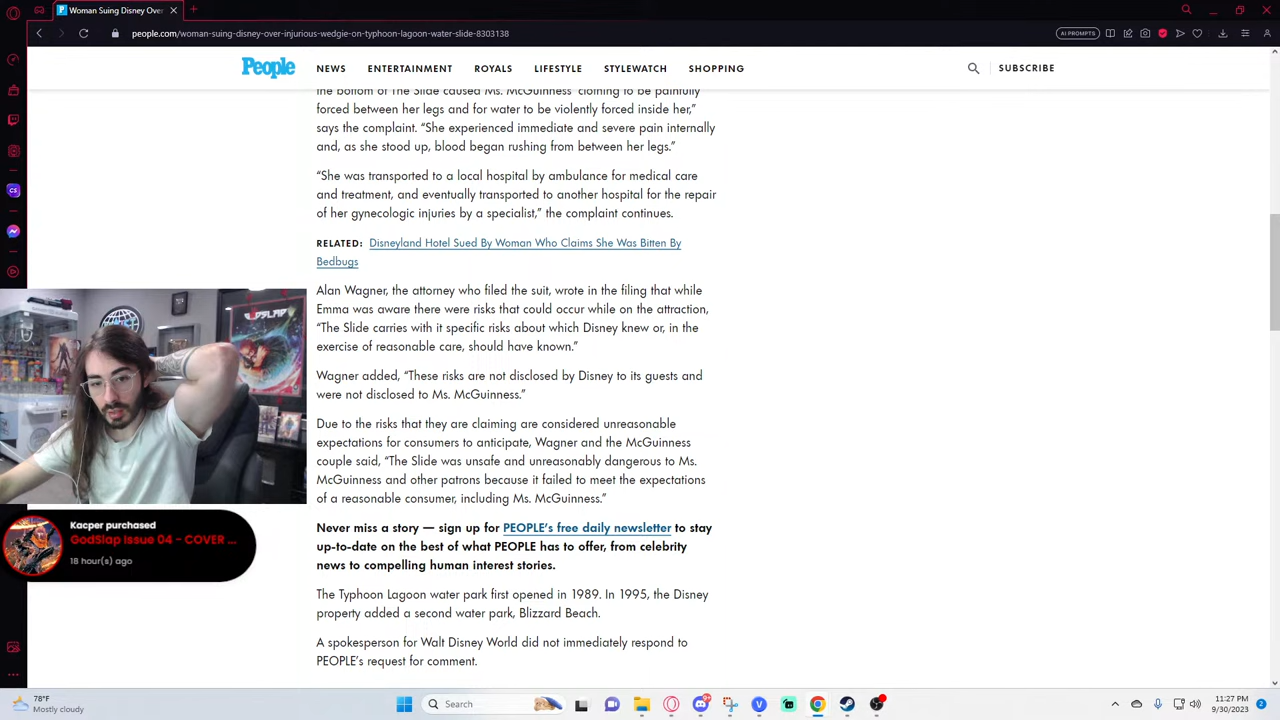 Woman Suing Disney Over
people.com/woman-suing-disney-over-injurious-wedgie-on-typhoon-lagoon-water-slide-8303138
AI PROMPTS
People
NEWS
ENTERTAINMENT
ROYALS
LIFESTYLE
STYLEWATCH
SHOPPING
SUBSCRIBE
the bottom of The Slide caused Ms. McGuinness' clothing to be painfully
forced between her legs and for water to be violently forced inside her,"
says the complaint. "She experienced immediate and severe pain internally
and, as she stood up, blood began rushing from between her legs."
"She was transported to a local hospital by ambulance for medical care
and treatment, and eventually transported to another hospital for the repair
of her gynecologic injuries by a specialist," the complaint continues.
RELATED: Disneyland Hotel Sued By Woman Who Claims She Was Bitten By
Bedbugs
Alan Wagner, the attorney who filed the suit, wrote in the filing that while
Emma was aware there were risks that could occur while on the attraction,
"The Slide carries with it specific risks about which Disney knew or, in the
exercise of reasonable care, should have known."
Wagner added, "These risks are not disclosed by Disney to its guests and
were not disclosed to Ms. McGuinness."
Due to the risks that they are claiming are considered unreasonable
expectations for consumers to anticipate, Wagner and the McGuinness
couple said, "The Slide was unsafe and unreasonably dangerous to Ms.
McGuinness and other patrons because it failed to meet the expectations
of a reasonable consumer, including Ms. McGuinness."
Never miss a story — sign up for PEOPLE's free daily newsletter to stay
up-to-date on the best of what PEOPLE has to offer, from celebrity
news to compelling human interest stories.
The Typhoon Lagoon water park first opened in 1989. In 1995, the Disney
property added a second water park, Blizzard Beach.
A spokesperson for Walt Disney World did not immediately respond to
PEOPLE's request for comment.
GODSLAP
Kacper purchased
GodSlap Issue 04 - COVER ...
18 hour(s) ago
78°F
Mostly cloudy
Search
11:27 PM
9/30/2023